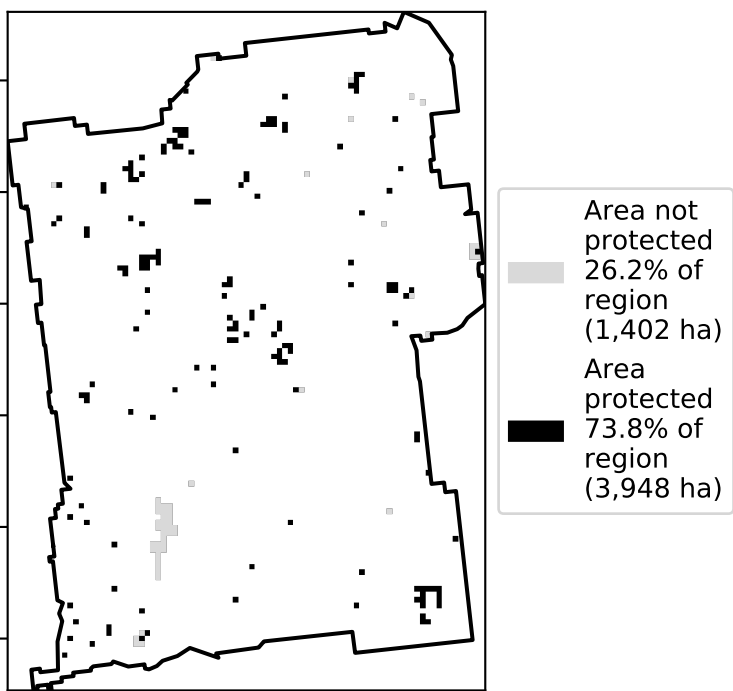 Area not
protected
26.2% of
region
(1,402 ha)
Area
protected
73.8% of
region
(3,948 ha)